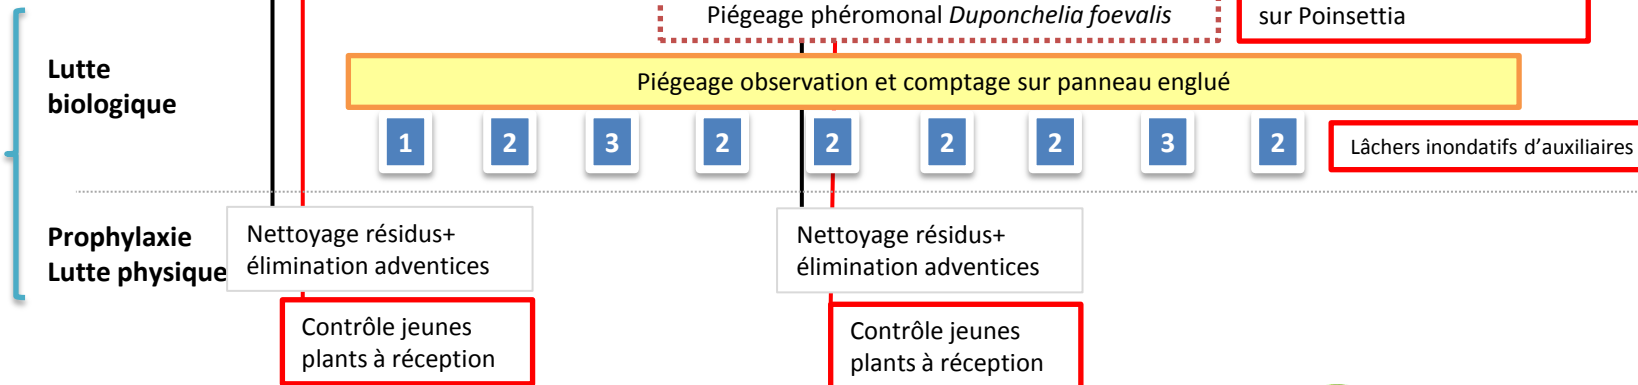 Piégeage phéromonal Duponchelia foevalis
sur Poinsettia
Lutte
biologique
Piégeage observation et comptage sur panneau englué
1 2 3 2 2 2 2 3 2
Lâchers inondatifs d’auxiliaires
Prophylaxie
Lutte physique
Nettoyage résidus+
élimination adventices
Nettoyage résidus+
élimination adventices
Contrôle jeunes
plants à réception
Contrôle jeunes
plants à réception